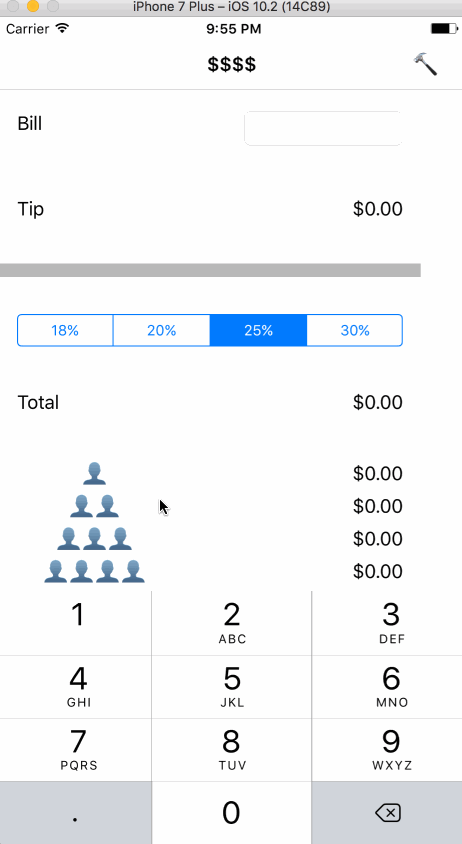 iPhone 7 Plus – iOS 10.2 (14C89)
Carrier 9:55 PM
$$$$
Bill
Tip $0.00
18% 20% 25% 30%
Total $0.00
$0.00
$0.00
$0.00
$0.00
1 2 3
ABC DEF
4 5 6
GHI JKL MNO
7 8 9
PQRS TUV WXYZ
. 0